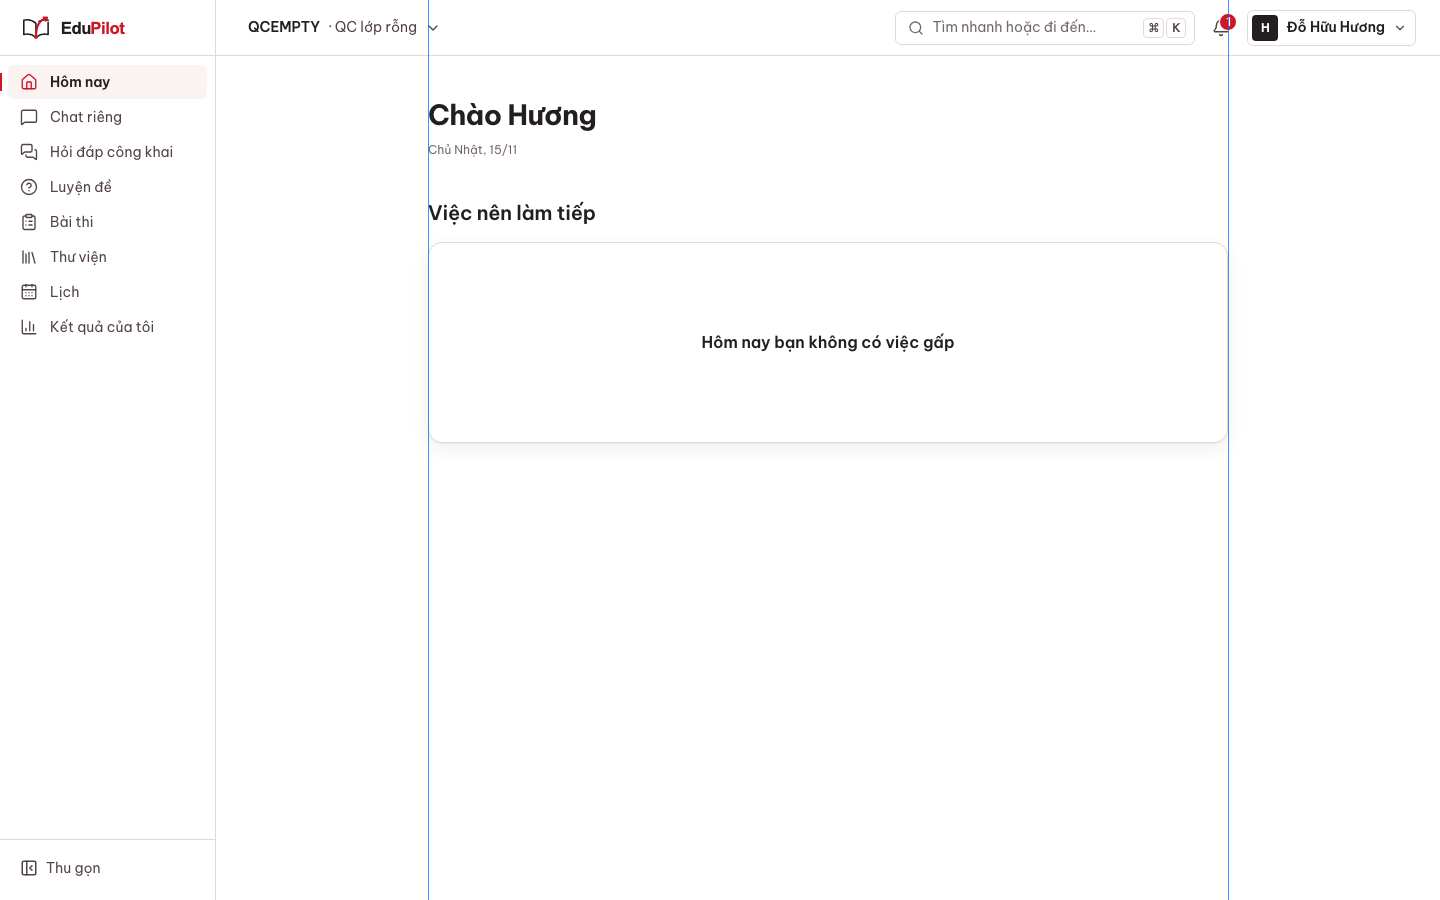 EduPilot
QCEMPTY · QC lớp rỗng
Tìm nhanh hoặc đi đến...
⌘ K
1
H
Đỗ Hữu Hương
Hôm nay
Chat riêng
Hỏi đáp công khai
Luyện đề
Bài thi
Thư viện
Lịch
Kết quả của tôi
Thu gọn
Chào Hương
Chủ Nhật, 15/11
Việc nên làm tiếp
Hôm nay bạn không có việc gấp